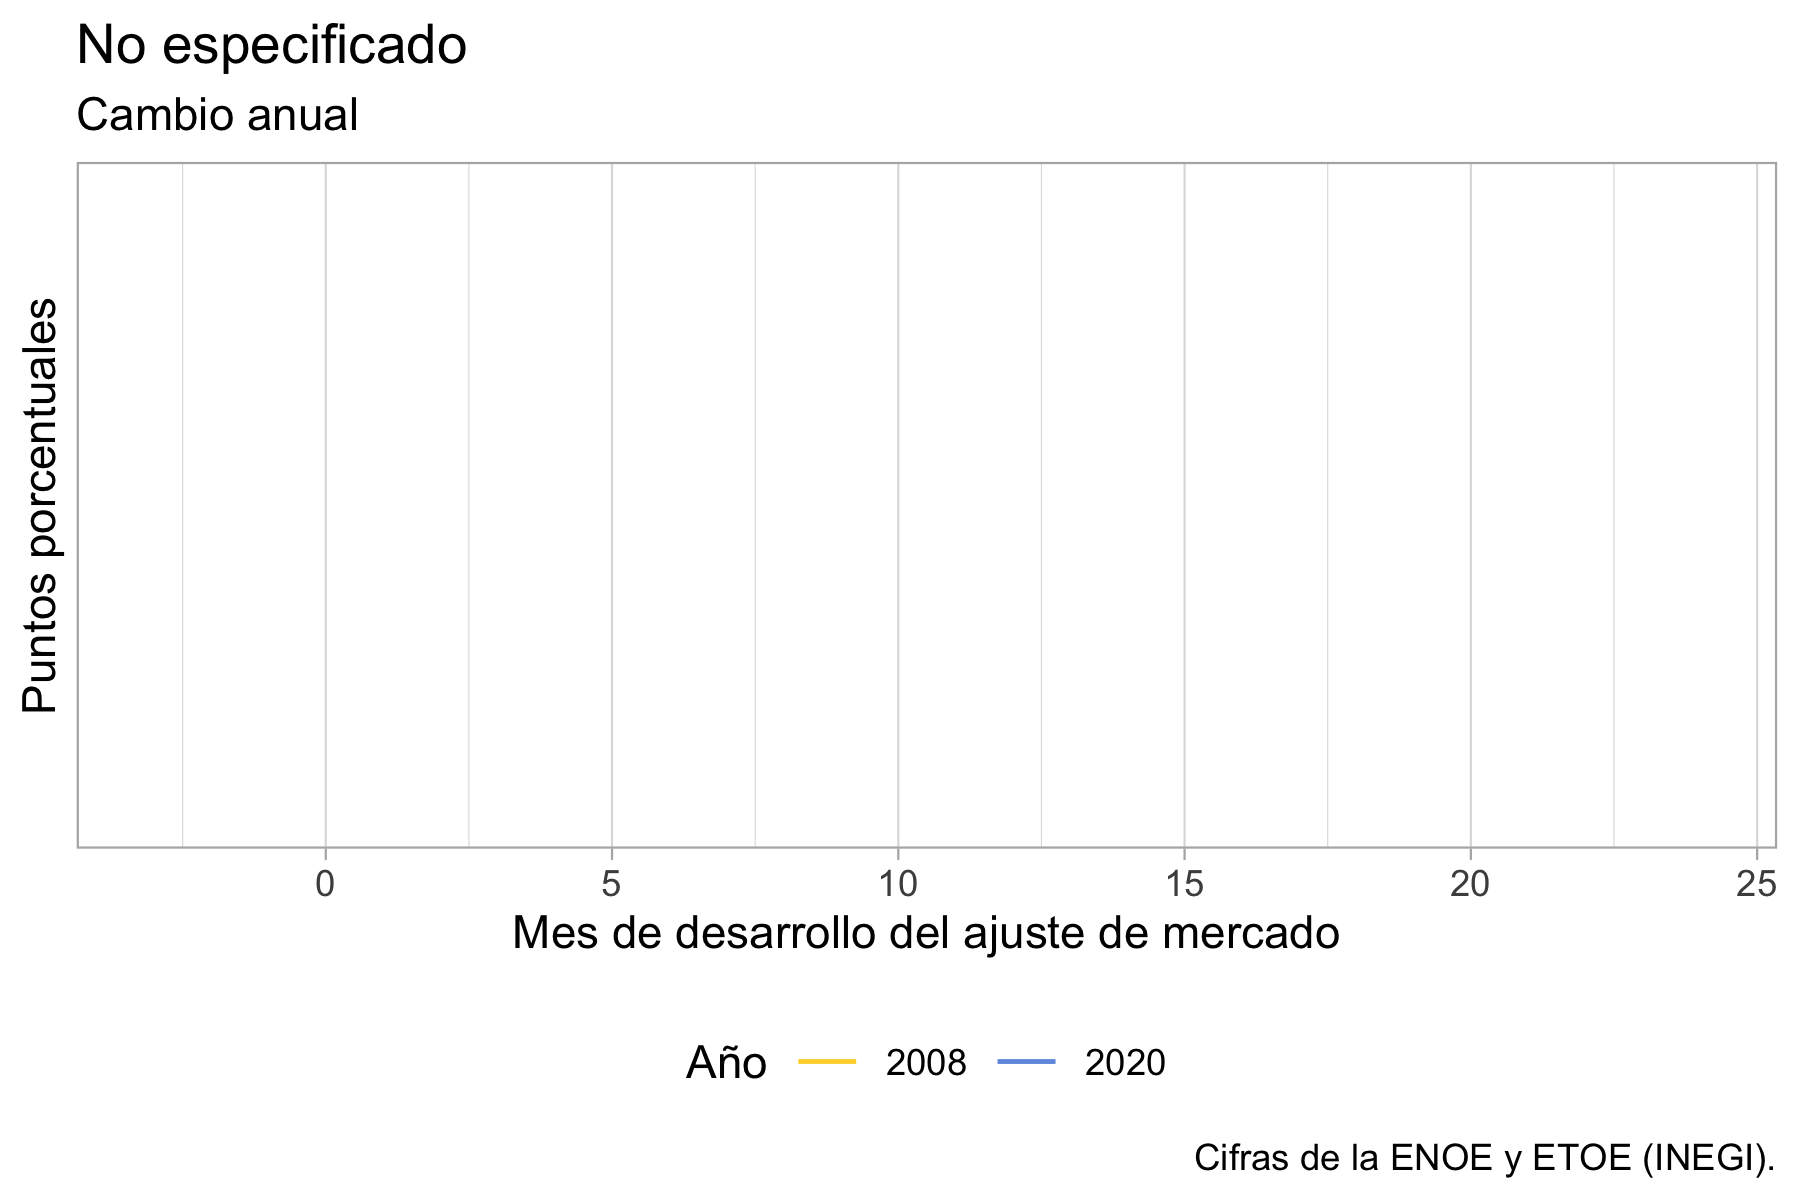 No especificado
Cambio anual
Puntos porcentuales
0 5 10 15 20 25
Mes de desarrollo del ajuste de mercado
Año 2008 2020
Cifras de la ENOE y ETOE (INEGI).